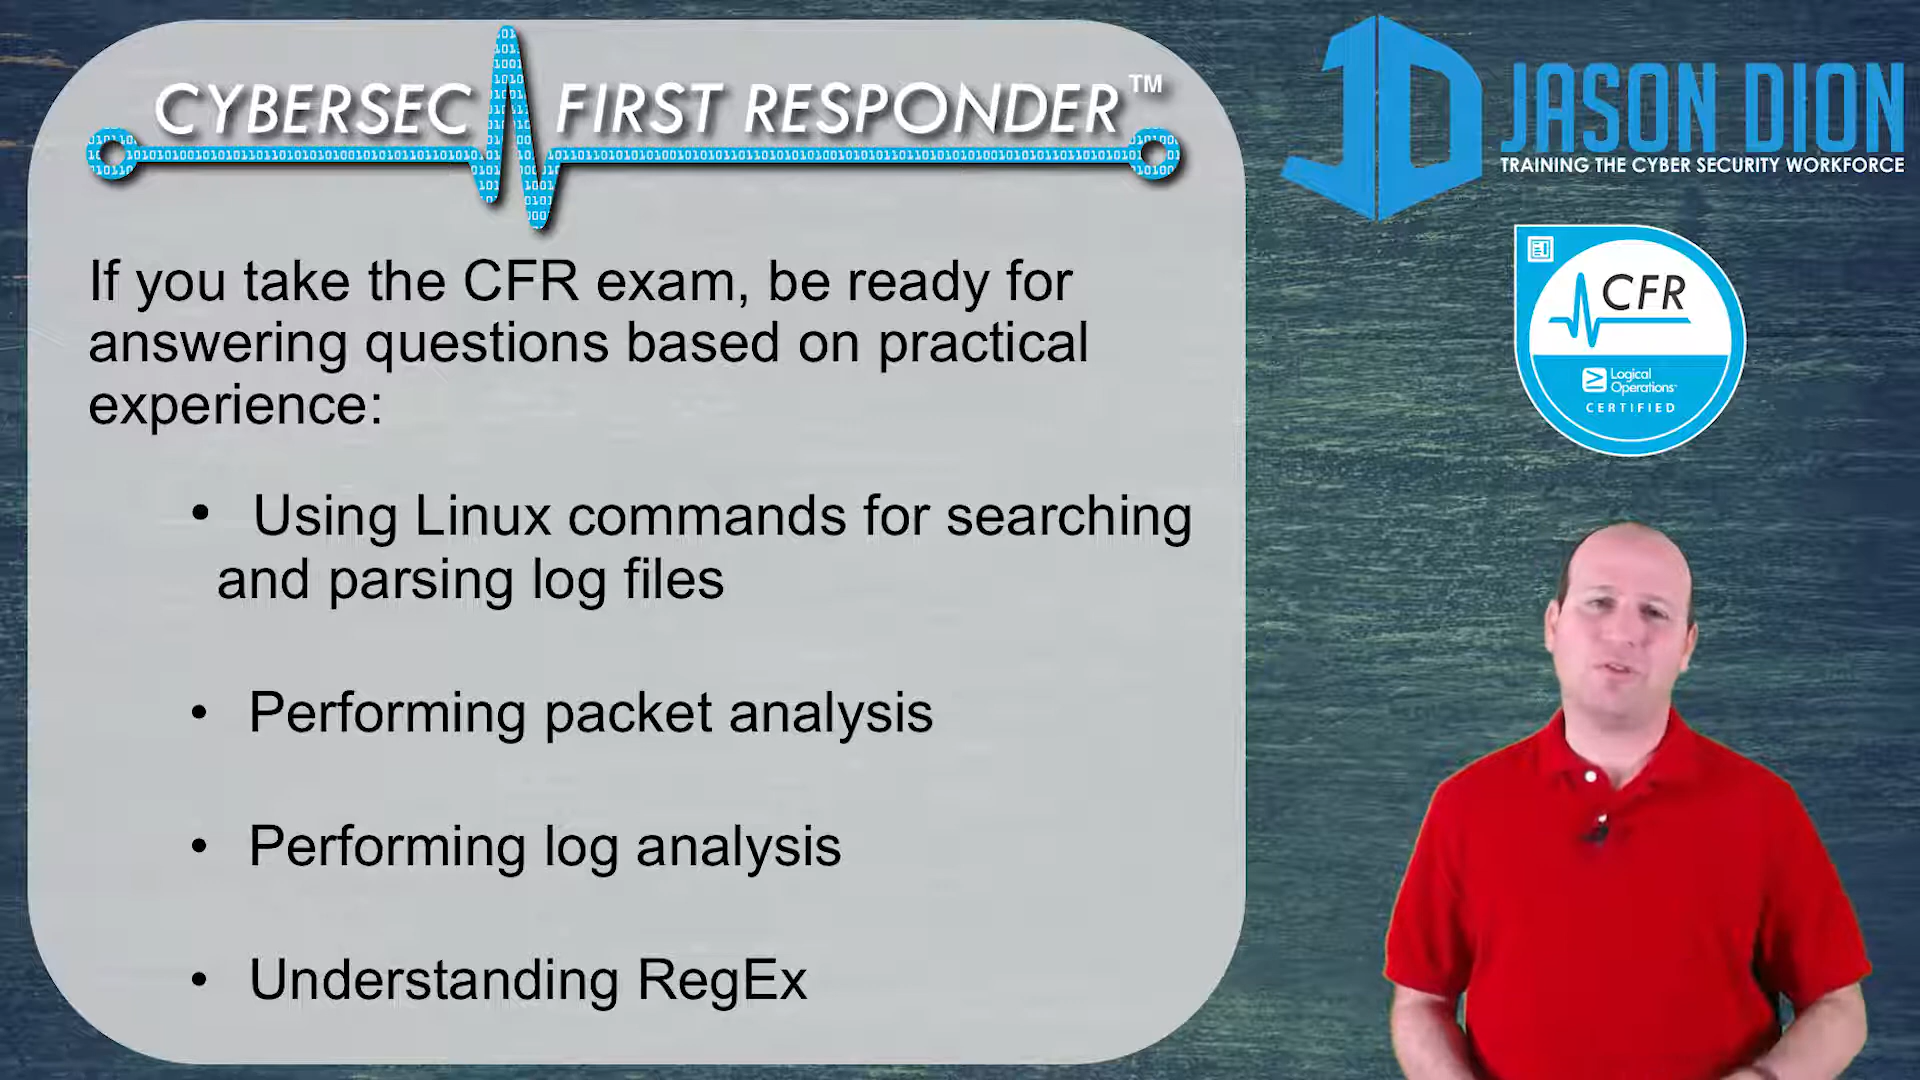 CYBERSEC FIRST RESPONDER™
JASON DION
TRAINING THE CYBER SECURITY WORKFORCE
CFR
Logical
Operations
CERTIFIED
If you take the CFR exam, be ready for
answering questions based on practical
experience:
• Using Linux commands for searching
and parsing log files
• Performing packet analysis
• Performing log analysis
• Understanding RegEx